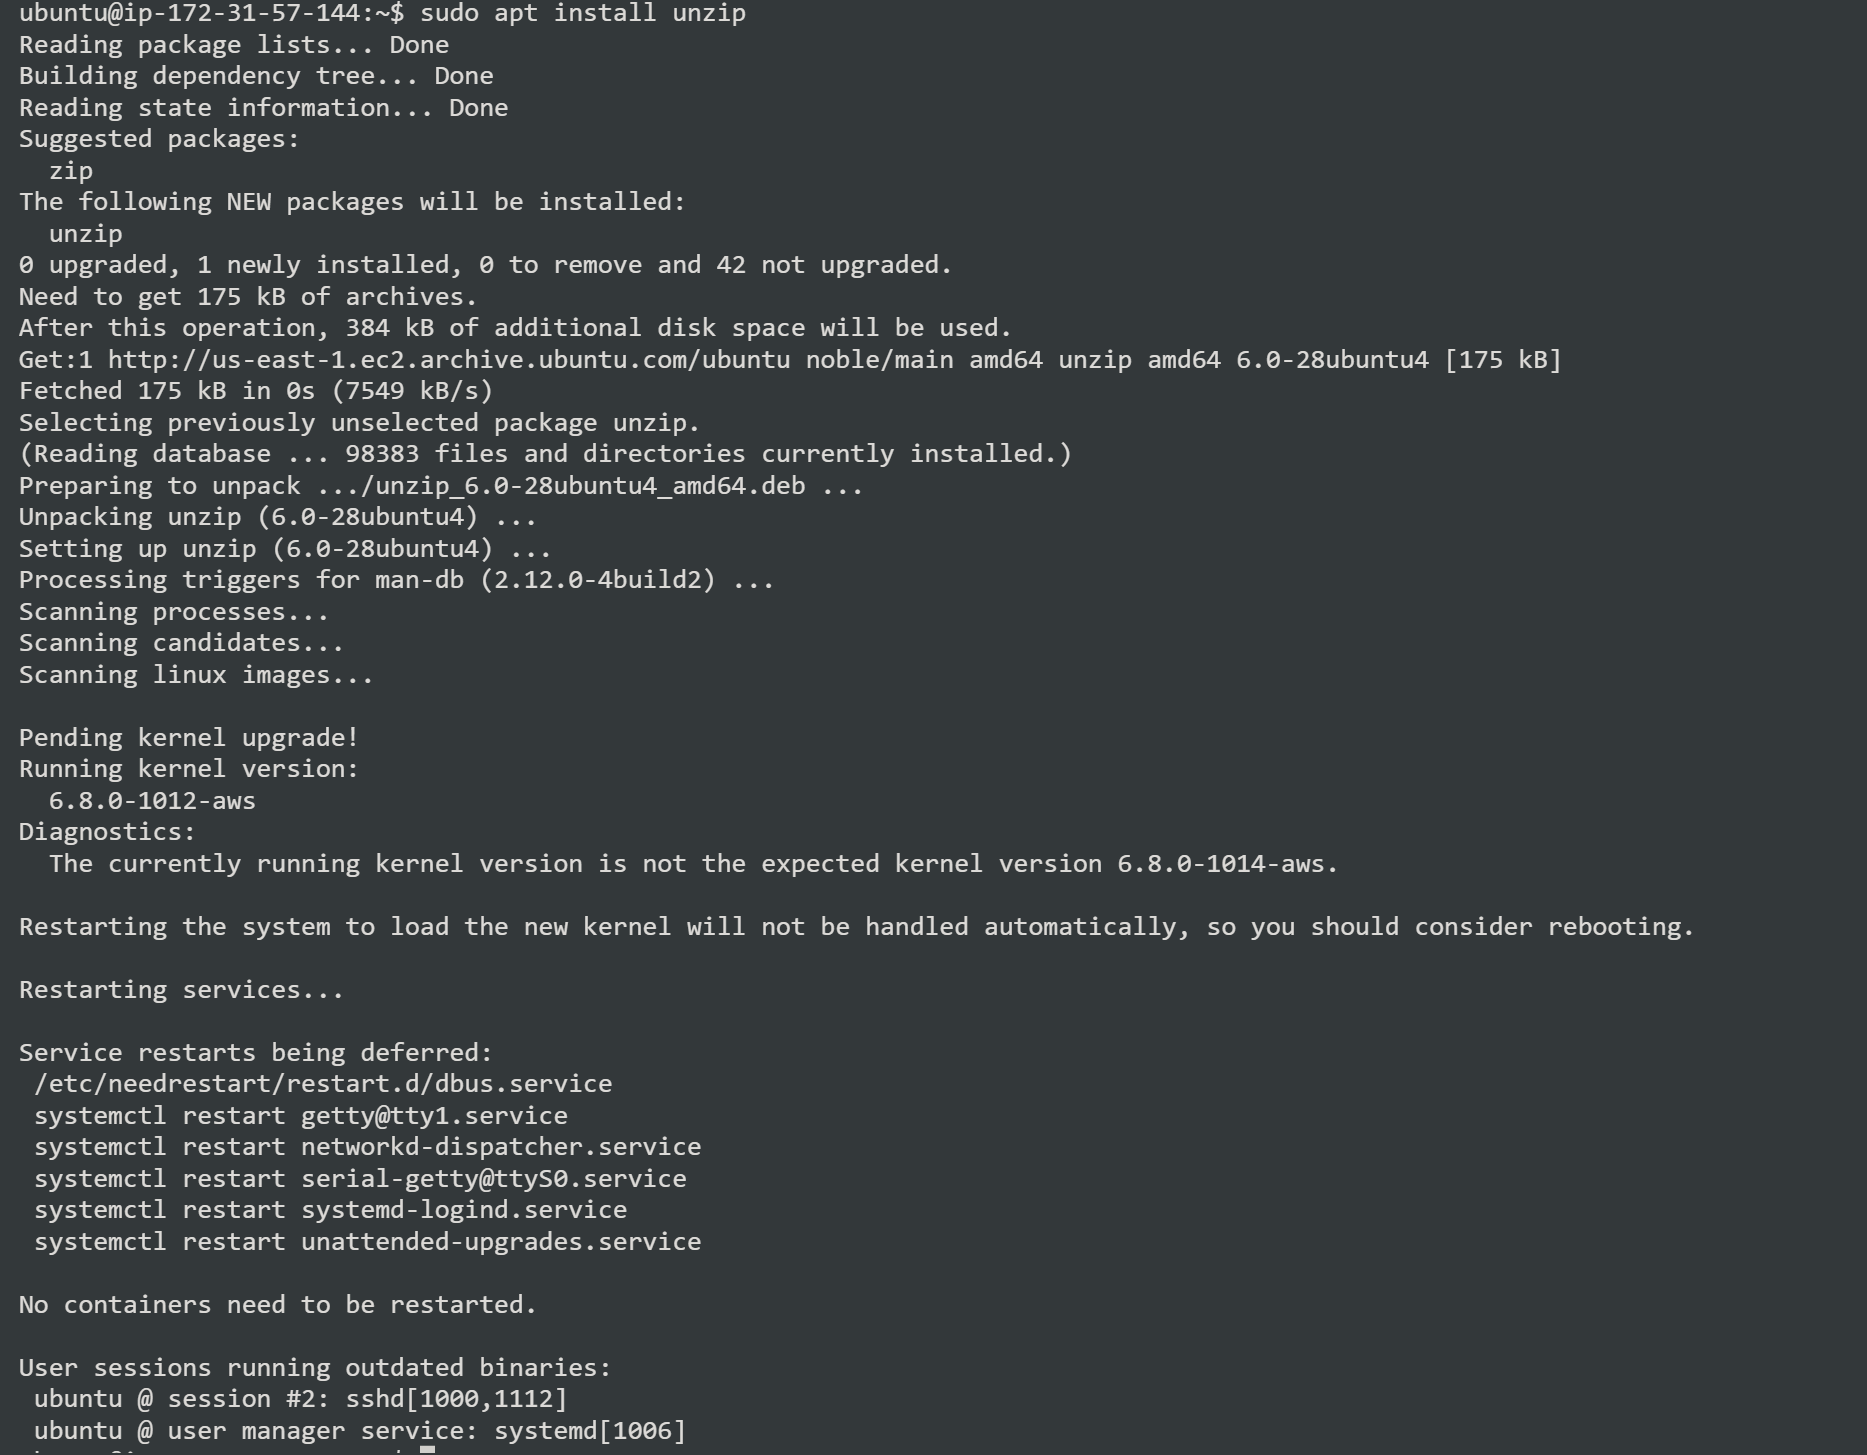 ubuntu@ip-172-31-57-144:~$ sudo apt install unzip
Reading package lists... Done
Building dependency tree... Done
Reading state information... Done
Suggested packages:
  zip
The following NEW packages will be installed:
  unzip
0 upgraded, 1 newly installed, 0 to remove and 42 not upgraded.
Need to get 175 kB of archives.
After this operation, 384 kB of additional disk space will be used.
Get:1 http://us-east-1.ec2.archive.ubuntu.com/ubuntu noble/main amd64 unzip amd64 6.0-28ubuntu4 [175 kB]
Fetched 175 kB in 0s (7549 kB/s)
Selecting previously unselected package unzip.
(Reading database ... 98383 files and directories currently installed.)
Preparing to unpack .../unzip_6.0-28ubuntu4_amd64.deb ...
Unpacking unzip (6.0-28ubuntu4) ...
Setting up unzip (6.0-28ubuntu4) ...
Processing triggers for man-db (2.12.0-4build2) ...
Scanning processes...
Scanning candidates...
Scanning linux images...

Pending kernel upgrade!
Running kernel version:
  6.8.0-1012-aws
Diagnostics:
  The currently running kernel version is not the expected kernel version 6.8.0-1014-aws.

Restarting the system to load the new kernel will not be handled automatically, so you should consider rebooting.

Restarting services...

Service restarts being deferred:
 /etc/needrestart/restart.d/dbus.service
 systemctl restart getty@tty1.service
 systemctl restart networkd-dispatcher.service
 systemctl restart serial-getty@ttyS0.service
 systemctl restart systemd-logind.service
 systemctl restart unattended-upgrades.service

No containers need to be restarted.

User sessions running outdated binaries:
 ubuntu @ session #2: sshd[1000,1112]
 ubuntu @ user manager service: systemd[1006]